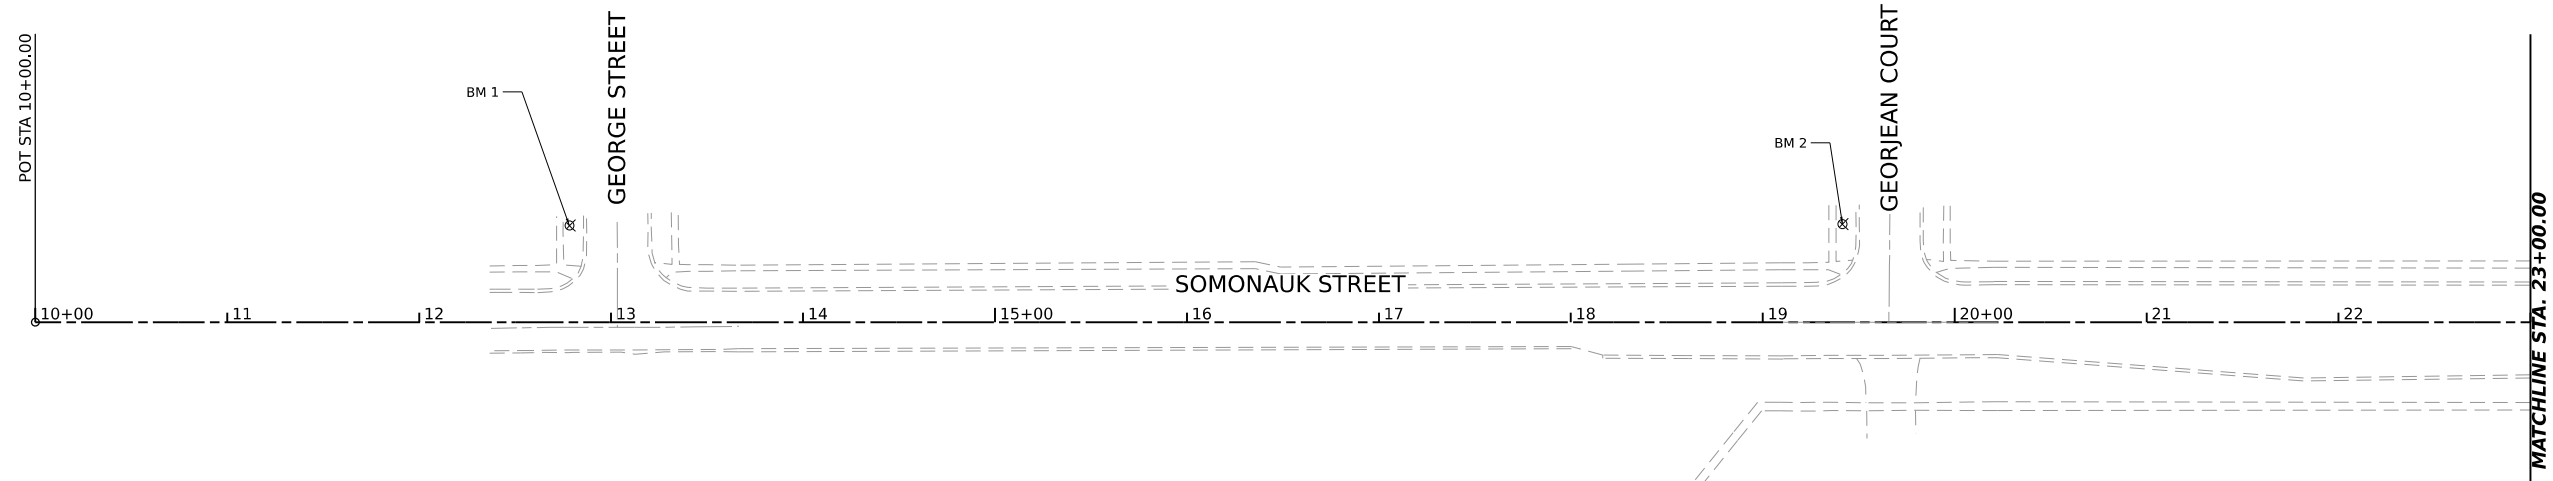 POT STA 10+00.00
GEORGE STREET
GEORJEAN COURT
BM 1
BM 2
SOMONAUK STREET
10+00
11
12
13
14
15+00
16
17
18
19
20+00
21
22
MATCHLINE STA. 23+00.00